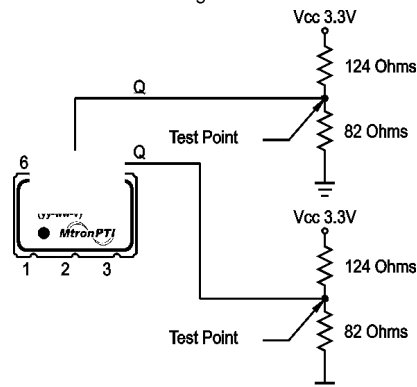 Vcc 3.3V
124 Ohms
Q
Test Point
82 Ohms
6
Q
MtronPTI
1 2 3
Vcc 3.3V
124 Ohms
Test Point
82 Ohms